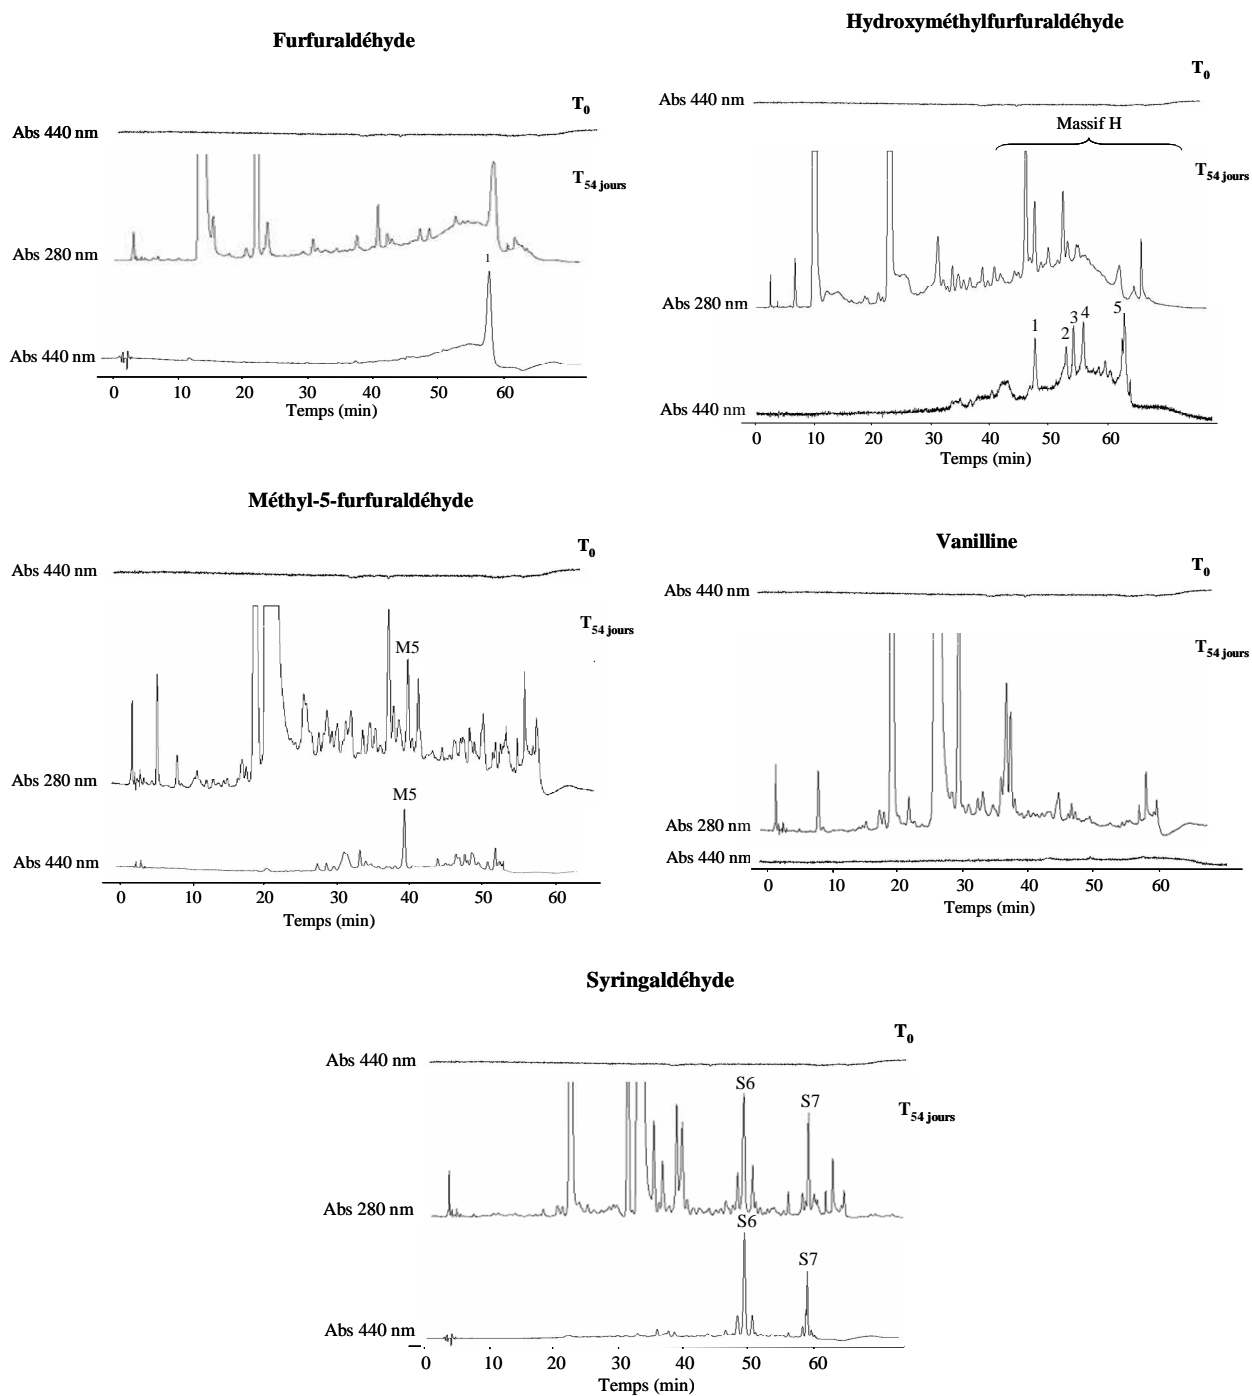 Furfuraldéhyde
T0
Abs 440 nm
T54 jours
Abs 280 nm
1
Abs 440 nm
0 10 20 30 40 50 60
Temps (min)
Hydroxyméthylfurfuraldéhyde
T0
Abs 440 nm
Massif H
T54 jours
Abs 280 nm
1 2 3 4 5
Abs 440 nm
0 10 20 30 40 50 60
Temps (min)
Méthyl-5-furfuraldéhyde
T0
Abs 440 nm
T54 jours
M5
Abs 280 nm
M5
Abs 440 nm
0 10 20 30 40 50 60
Temps (min)
Vanilline
T0
Abs 440 nm
T54 jours
Abs 280 nm
Abs 440 nm
0 10 20 30 40 50 60
Temps (min)
Syringaldéhyde
T0
Abs 440 nm
S6
S7
T54 jours
Abs 280 nm
S6
S7
Abs 440 nm
0 10 20 30 40 50 60
Temps (min)